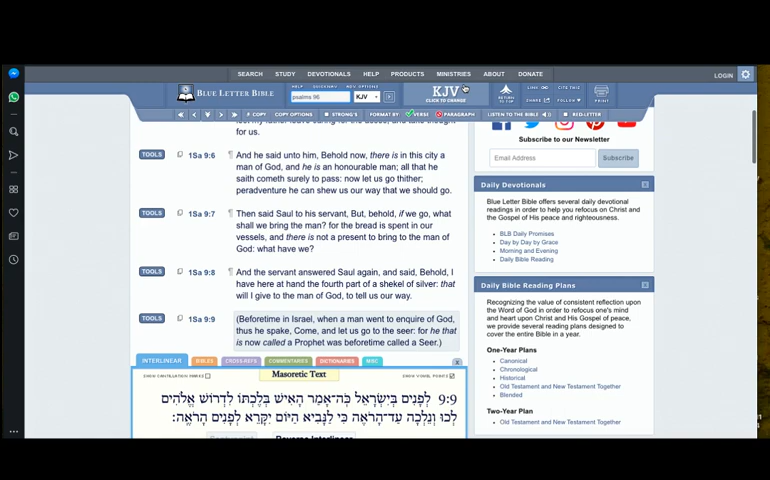 SEARCH STUDY DEVOTIONALS HELP PRODUCTS MINISTRIES ABOUT DONATE
LOGIN
BLUE LETTER BIBLE
psalms 96
KJV
KJV
CLICK TO CHANGE
RETURN
TO TOP
LINK
CITE THIS
SHARE
FOLLOW
PRINT
COPY COPY OPTIONS STRONG'S FORMAT BY VERSE PARAGRAPH LISTEN TO THE BIBLE RED-LETTER
for us.
TOOLS 1Sa 9:6 ¶ And he said unto him, Behold now, there is in this city a
man of God, and he is an honourable man; all that he
saith cometh surely to pass: now let us go thither;
peradventure he can shew us our way that we should go.
TOOLS 1Sa 9:7 ¶ Then said Saul to his servant, But, behold, if we go, what
shall we bring the man? for the bread is spent in our
vessels, and there is not a present to bring to the man of
God: what have we?
TOOLS 1Sa 9:8 ¶ And the servant answered Saul again, and said, Behold, I
have here at hand the fourth part of a shekel of silver: that
will I give to the man of God, to tell us our way.
TOOLS 1Sa 9:9 (Beforetime in Israel, when a man went to enquire of God,
thus he spake, Come, and let us go to the seer: for he that
is now called a Prophet was beforetime called a Seer.)
INTERLINEAR BIBLES CROSS-REFS COMMENTARIES DICTIONARIES MISC
SHOW CANTILLATION MARKS
Masoretic Text
SHOW VOWEL POINTS
9:9 לְפָנִים בְּיִשְׂרָאֵל כֹּה־אָמַר הָאִישׁ בְּלֶכְתּוֹ לִדְרוֹשׁ אֱלֹהִים
לְכוּ וְנֵלְכָה עַד־הָרֹאֶה כִּי לַנָּבִיא הַיּוֹם יִקָּרֵא לְפָנִים הָרֹאֶה׃
Reverse Interlinear
Subscribe to our Newsletter
Email Address
Subscribe
Daily Devotionals
Blue Letter Bible offers several daily devotional
readings in order to help you refocus on Christ and
the Gospel of His peace and righteousness.
BLB Daily Promises
Day by Day by Grace
Morning and Evening
Daily Bible Reading
Daily Bible Reading Plans
Recognizing the value of consistent reflection upon
the Word of God in order to refocus one's mind
and heart upon Christ and His Gospel of peace,
we provide several reading plans designed to
cover the entire Bible in a year.
One-Year Plans
Canonical
Chronological
Historical
Old Testament and New Testament Together
Blended
Two-Year Plan
Old Testament and New Testament Together